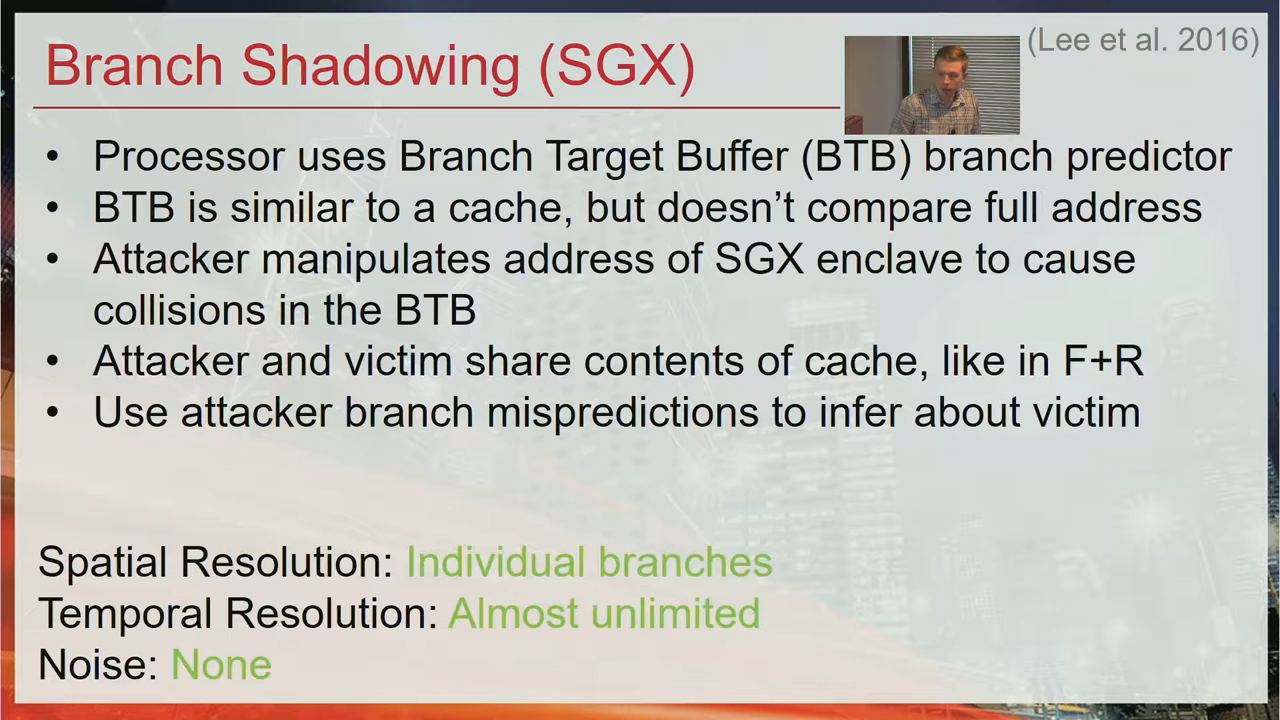 Branch Shadowing (SGX)
(Lee et al. 2016)
• Processor uses Branch Target Buffer (BTB) branch predictor
• BTB is similar to a cache, but doesn’t compare full address
• Attacker manipulates address of SGX enclave to cause
collisions in the BTB
• Attacker and victim share contents of cache, like in F+R
• Use attacker branch mispredictions to infer about victim
Spatial Resolution: Individual branches
Temporal Resolution: Almost unlimited
Noise: None